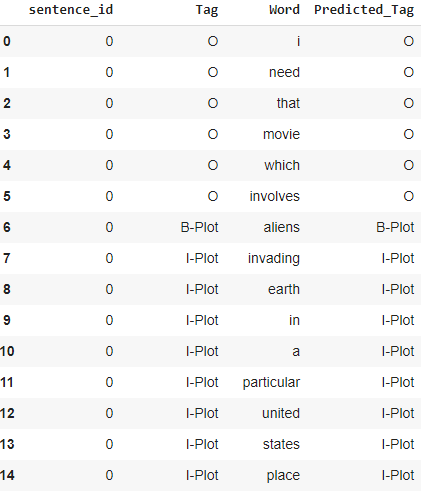 sentence_id Tag Word Predicted_Tag
0 0 O i O
1 0 O need O
2 0 O that O
3 0 O movie O
4 0 O which O
5 0 O involves O
6 0 B-Plot aliens B-Plot
7 0 I-Plot invading I-Plot
8 0 I-Plot earth I-Plot
9 0 I-Plot in I-Plot
10 0 I-Plot a I-Plot
11 0 I-Plot particular I-Plot
12 0 I-Plot united I-Plot
13 0 I-Plot states I-Plot
14 0 I-Plot place I-Plot